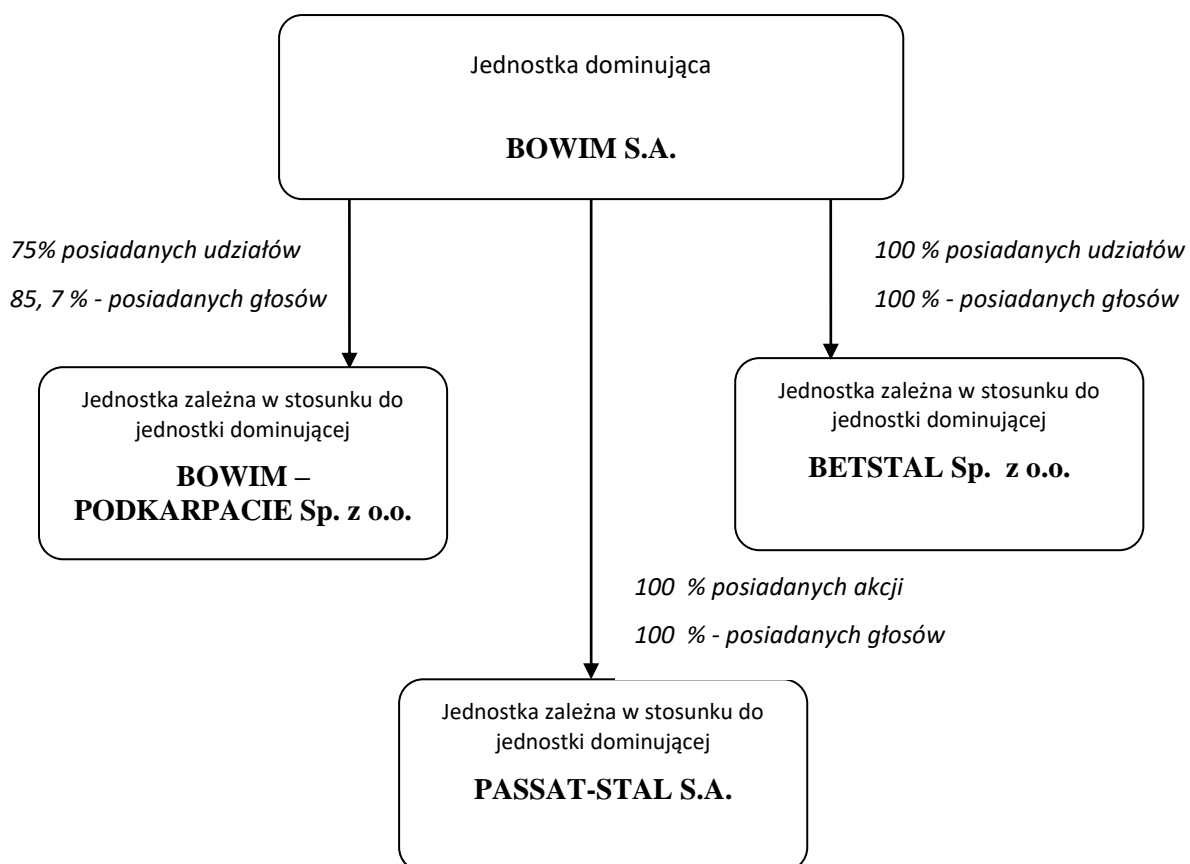 Jednostka dominująca
BOWIM S.A.
75% posiadanych udziałów
85, 7 % - posiadanych głosów
100 % posiadanych udziałów
100 % - posiadanych głosów
Jednostka zależna w stosunku do
jednostki dominującej
BOWIM –
PODKARPACIE Sp. z o.o.
Jednostka zależna w stosunku do
jednostki dominującej
BETSTAL Sp. z o.o.
100 % posiadanych akcji
100 % - posiadanych głosów
Jednostka zależna w stosunku do
jednostki dominującej
PASSAT-STAL S.A.